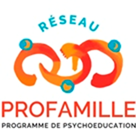 RÉSEAU
PROFAMILLE
PROGRAMME DE PSYCHOEDUCATION